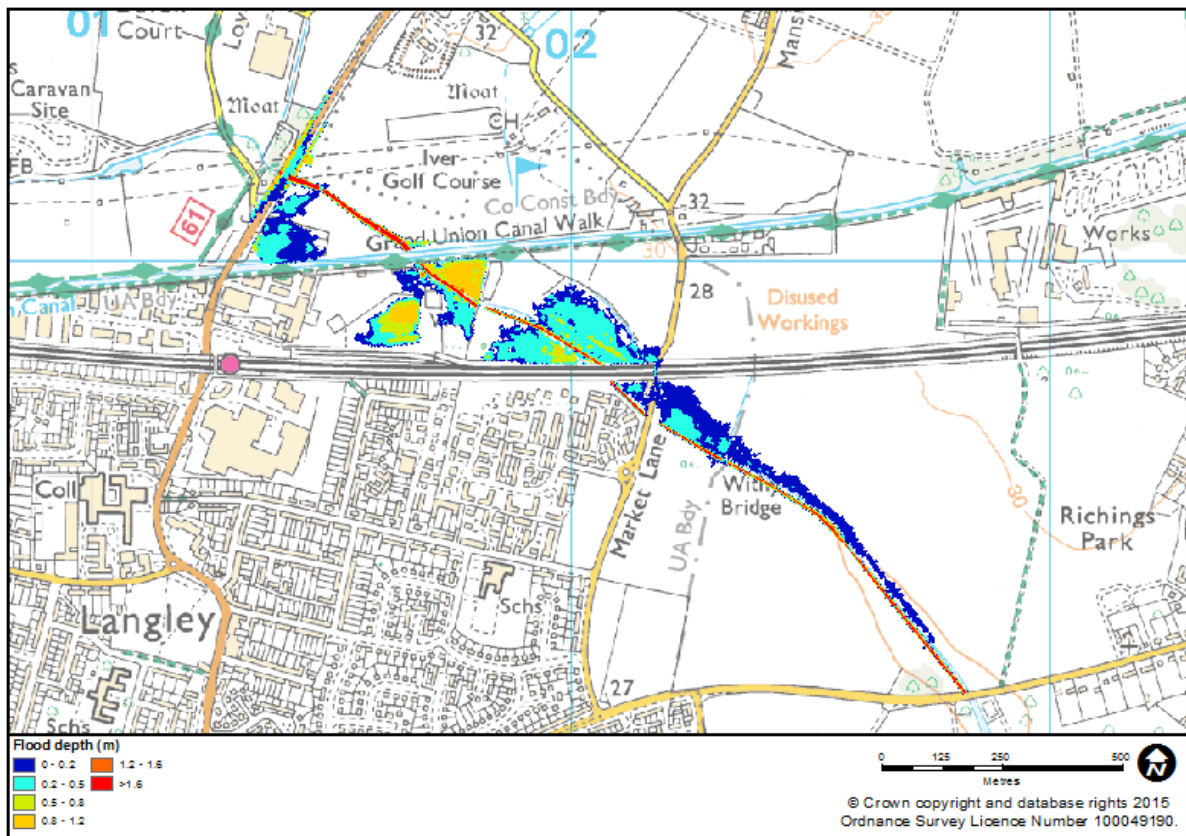 01
Court
02
32
Caravan
Site
Moat
Moat
CH
FB
Iver
Golf Course
Co Const Bdy
Grand Union Canal Walk
32
30
Works
61
Canal
UA Bdy
28
Disused
Workings
Coll
Market Lane
Withy
Bridge
UA Bdy
30
Richings
Park
Langley
Schs
Schs
27
Flood depth (m)
0 - 0.2
0.2 - 0.5
0.5 - 0.8
0.8 - 1.2
1.2 - 1.6
>1.6
0 125 250 500
Metres
N
© Crown copyright and database rights 2015
Ordnance Survey Licence Number 100049190.